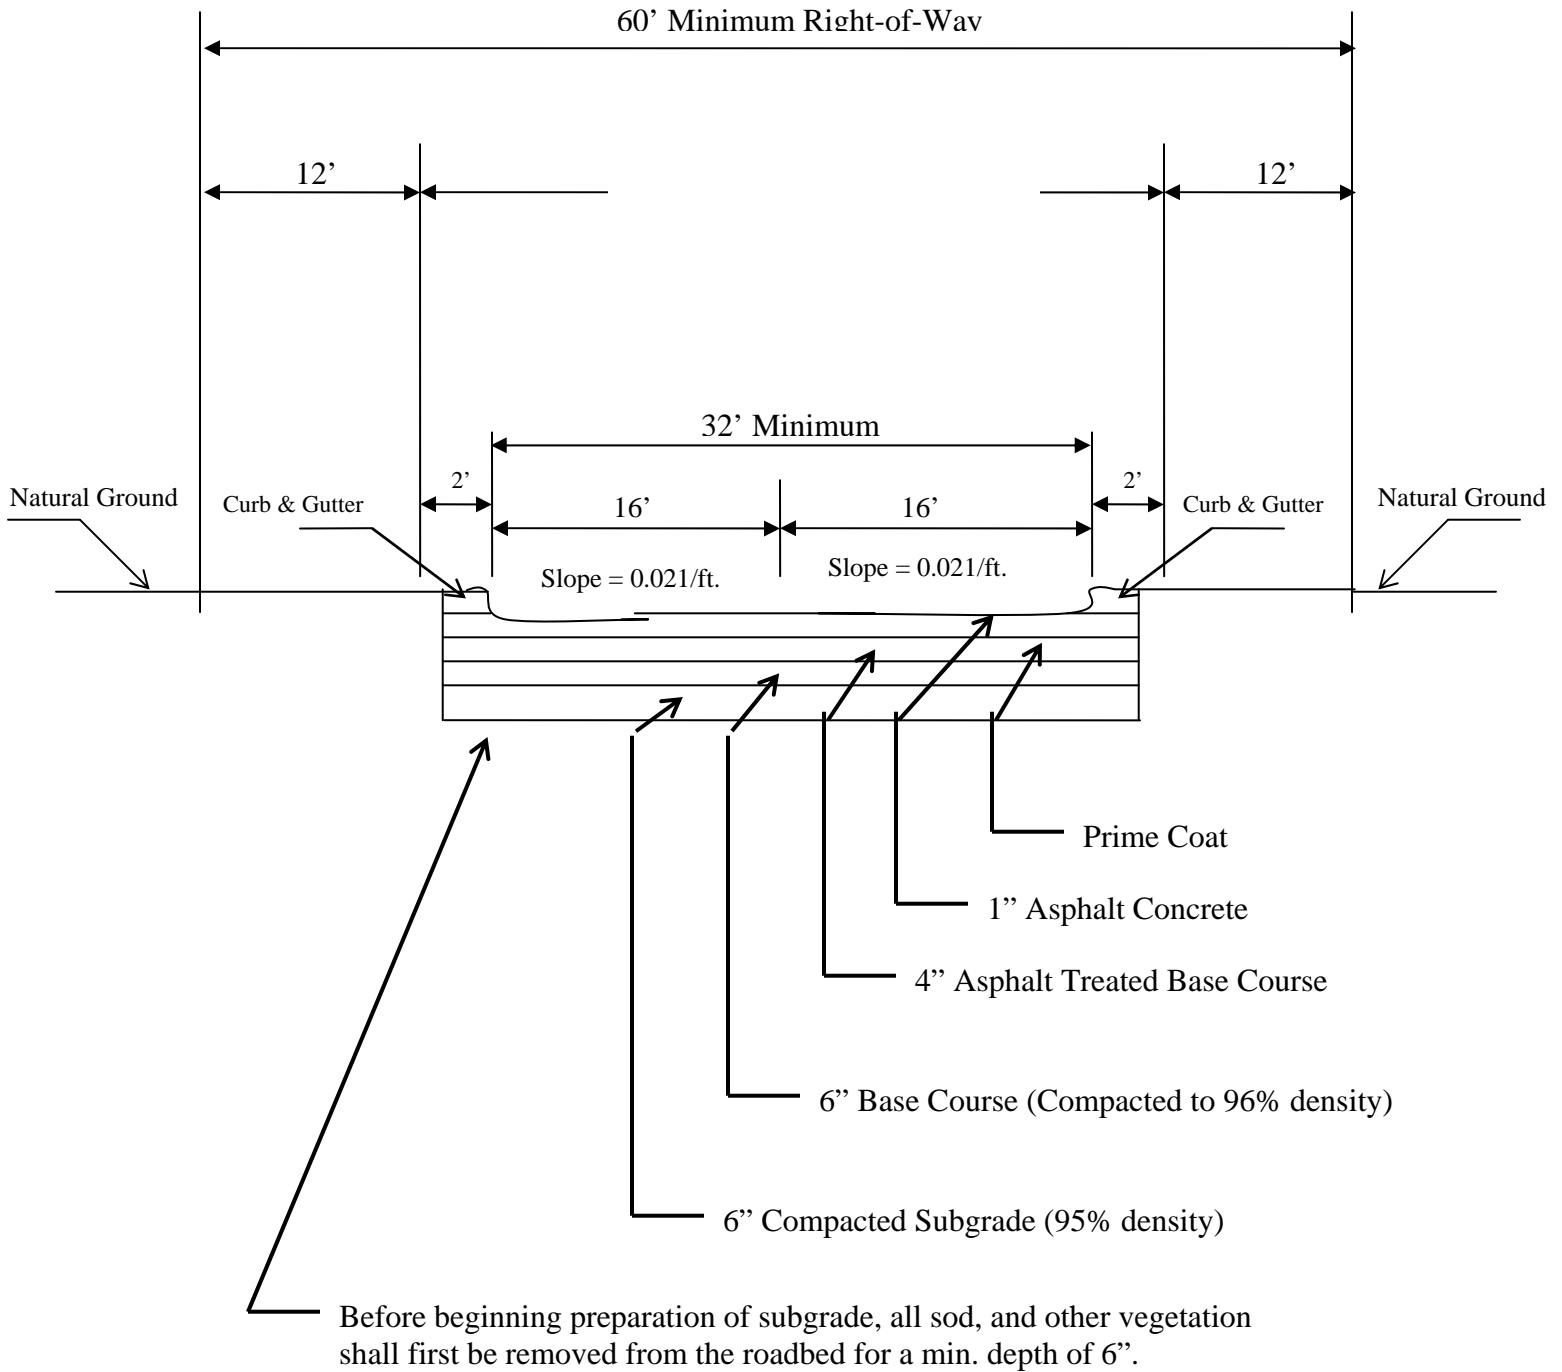 60’ Minimum Right-of-Way
12’
12’
32’ Minimum
2’
2’
Natural Ground
Curb & Gutter
16’
16’
Curb & Gutter
Natural Ground
Slope = 0.021/ft.
Slope = 0.021/ft.
Prime Coat
1” Asphalt Concrete
4” Asphalt Treated Base Course
6” Base Course (Compacted to 96% density)
6” Compacted Subgrade (95% density)
Before beginning preparation of subgrade, all sod, and other vegetation
shall first be removed from the roadbed for a min. depth of 6”.